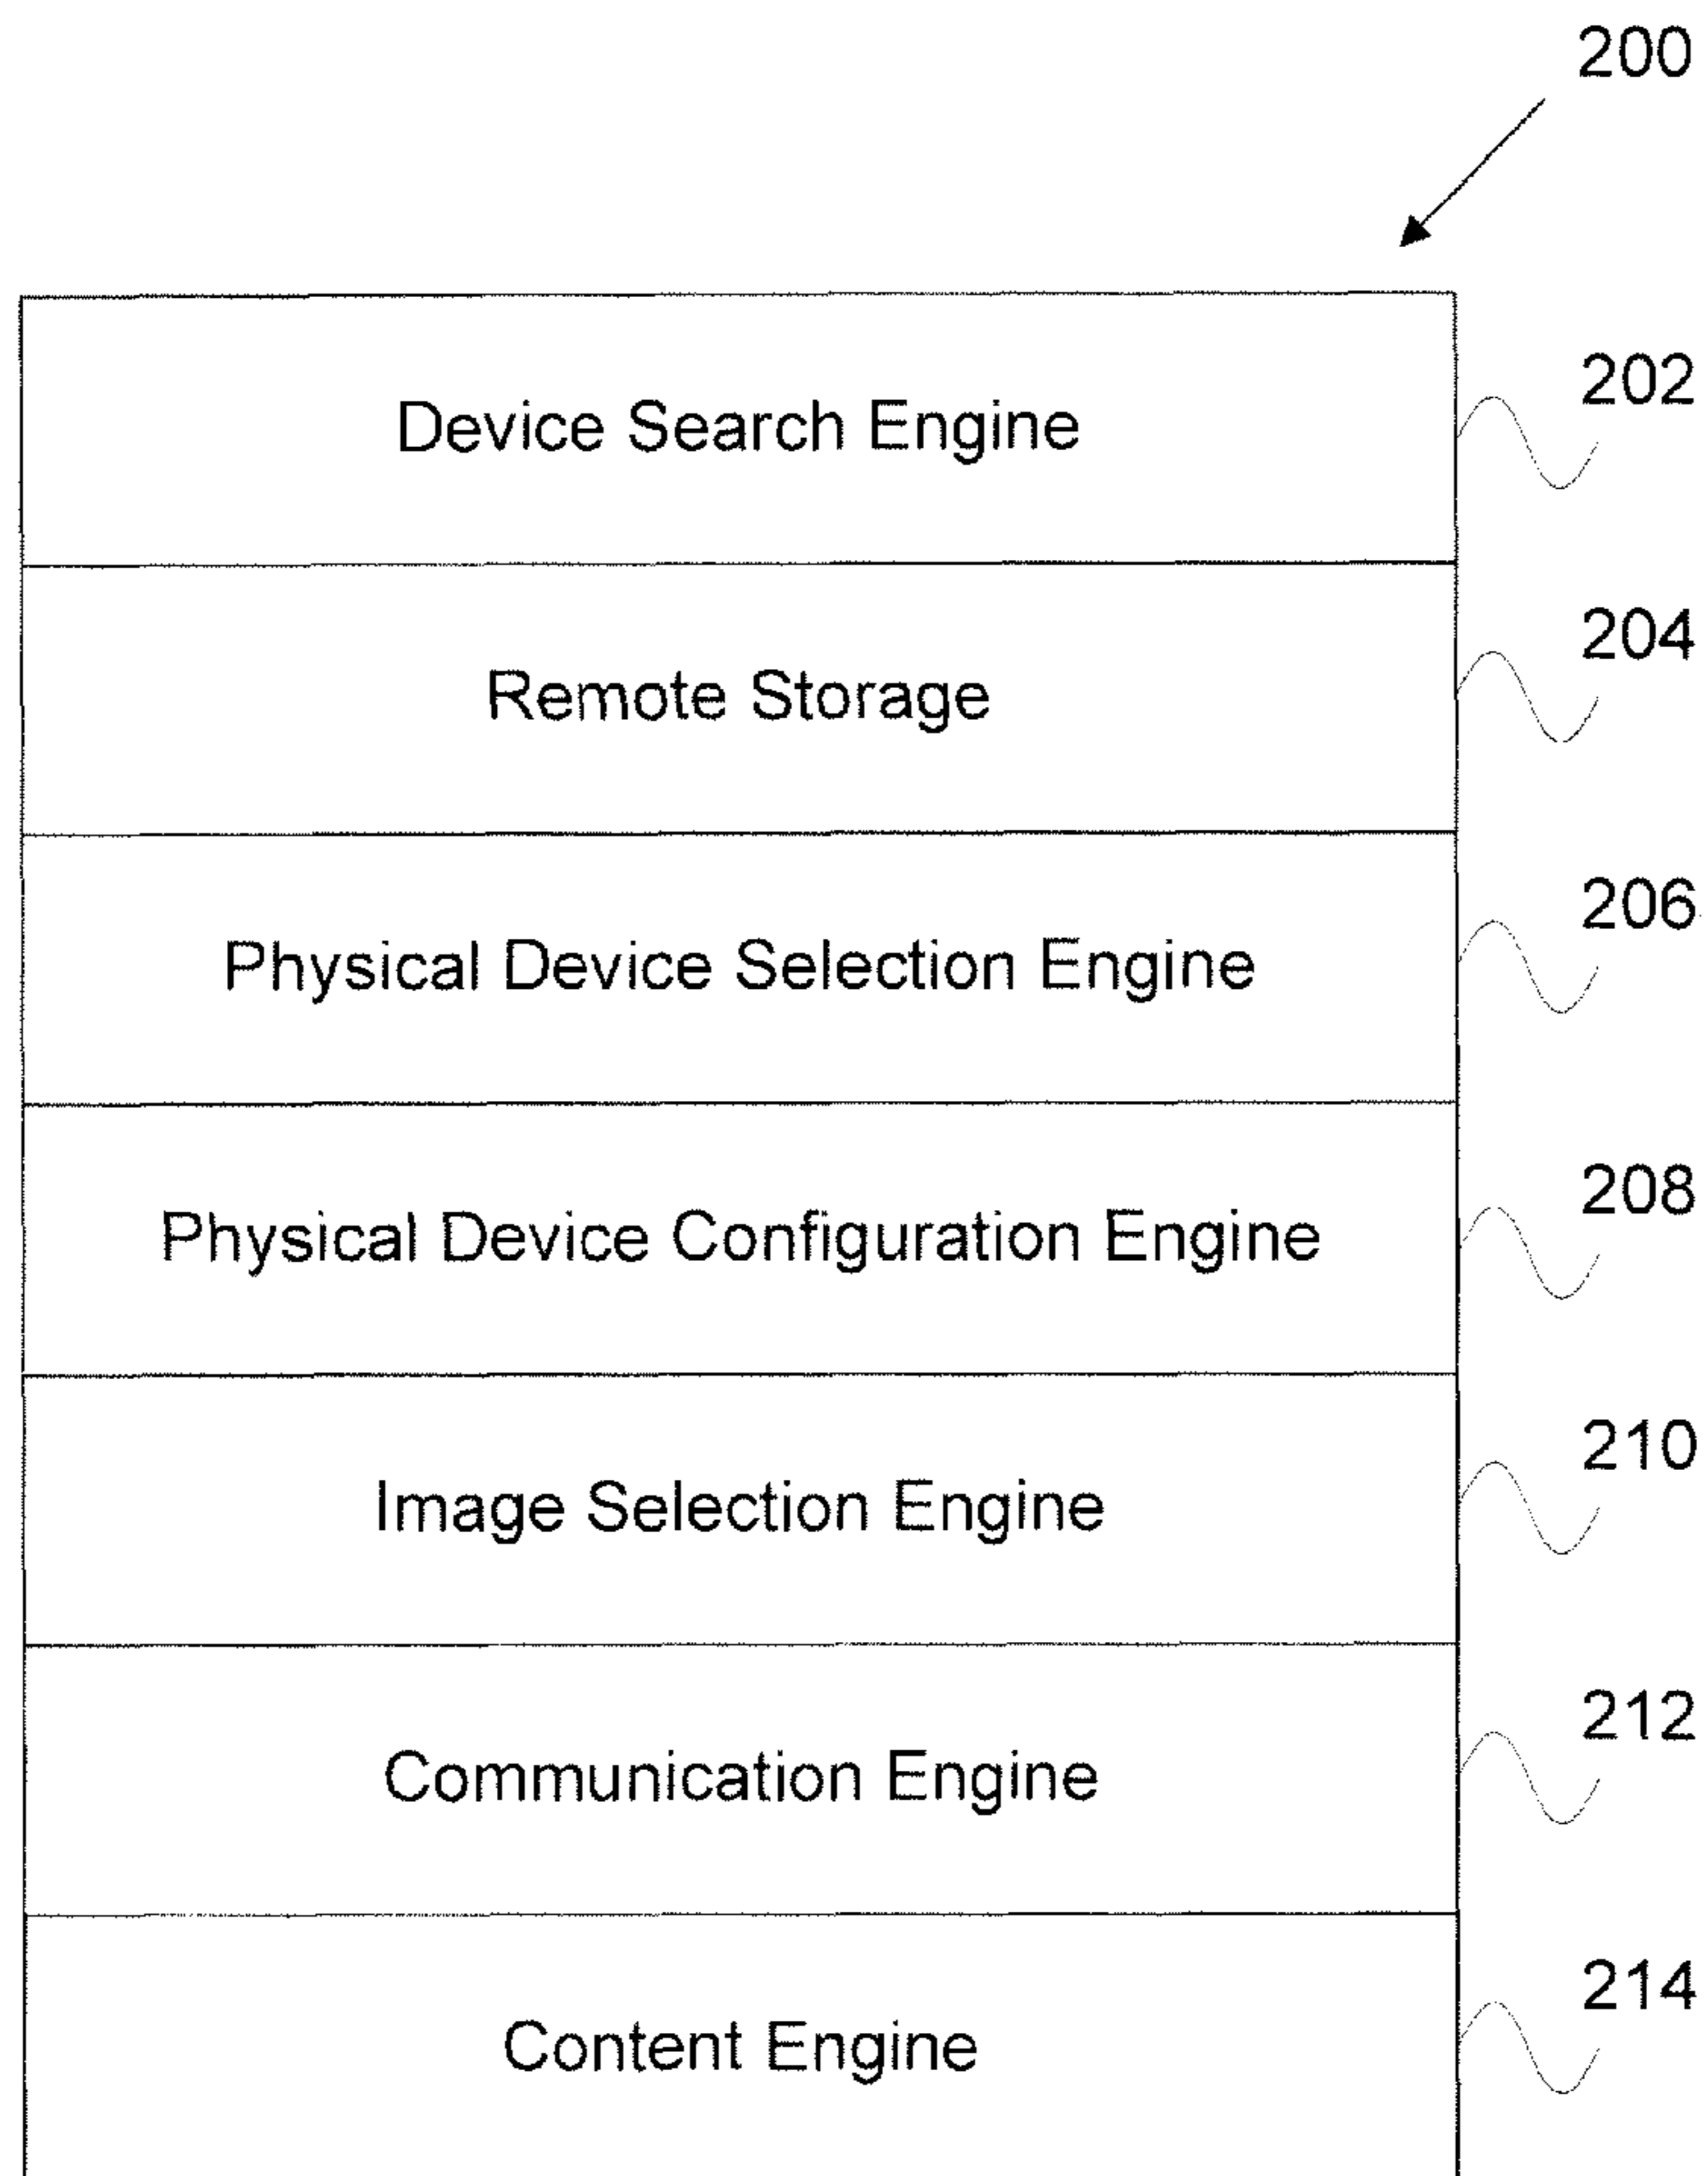 200
Device Search Engine
202
Remote Storage
204
Physical Device Selection Engine
206
Physical Device Configuration Engine
208
Image Selection Engine
210
Communication Engine
212
Content Engine
214